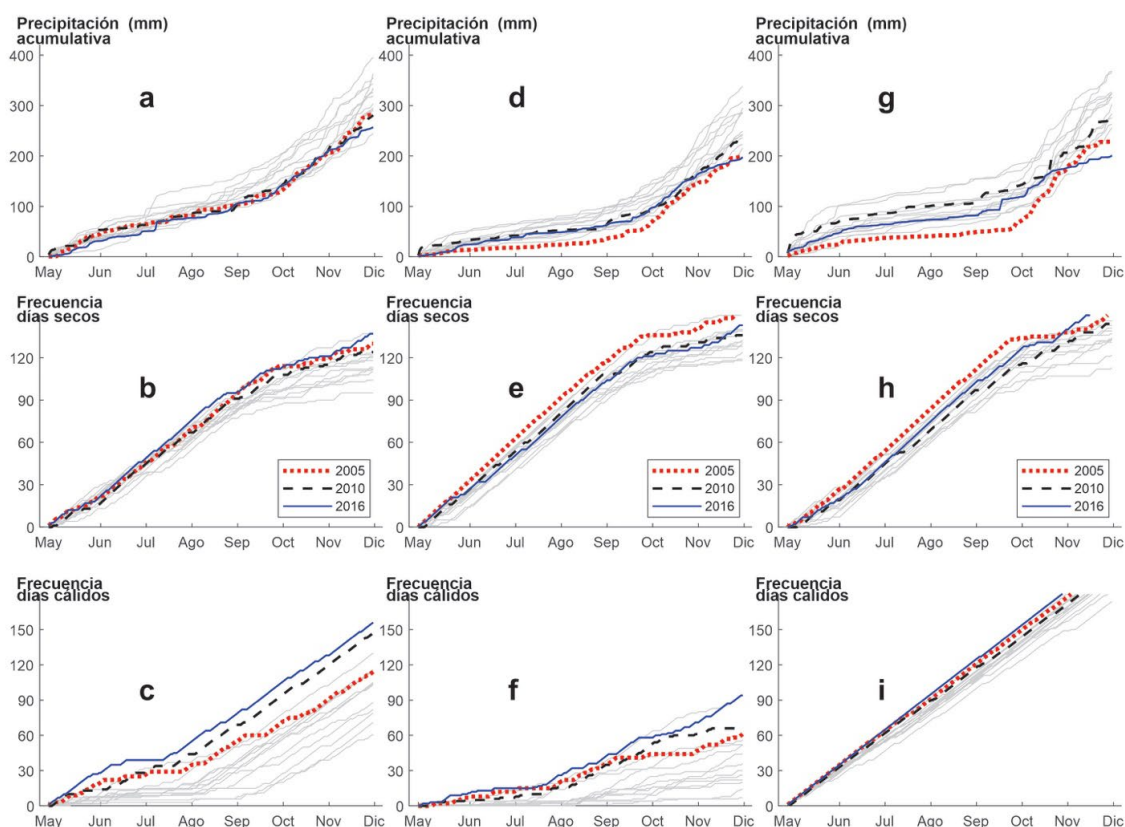 Precipitación (mm)
acumulativa
400
300
200
100
0
a
May Jun Jul Ago Sep Oct Nov Dic
Precipitación (mm)
acumulativa
400
300
200
100
0
d
May Jun Jul Ago Sep Oct Nov Dic
Precipitación (mm)
acumulativa
400
300
200
100
0
g
May Jun Jul Ago Sep Oct Nov Dic
Frecuencia
días secos
120
90
60
30
0
b
2005
2010
2016
May Jun Jul Ago Sep Oct Nov Dic
Frecuencia
días secos
120
90
60
30
0
e
2005
2010
2016
May Jun Jul Ago Sep Oct Nov Dic
Frecuencia
días secos
120
90
60
30
0
h
2005
2010
2016
May Jun Jul Ago Sep Oct Nov Dic
Frecuencia
días cálidos
150
120
90
60
30
0
c
May Jun Jul Ago Sep Oct Nov Dic
Frecuencia
días cálidos
150
120
90
60
30
0
f
May Jun Jul Ago Sep Oct Nov Dic
Frecuencia
días cálidos
150
120
90
60
30
0
i
May Jun Jul Ago Sep Oct Nov Dic